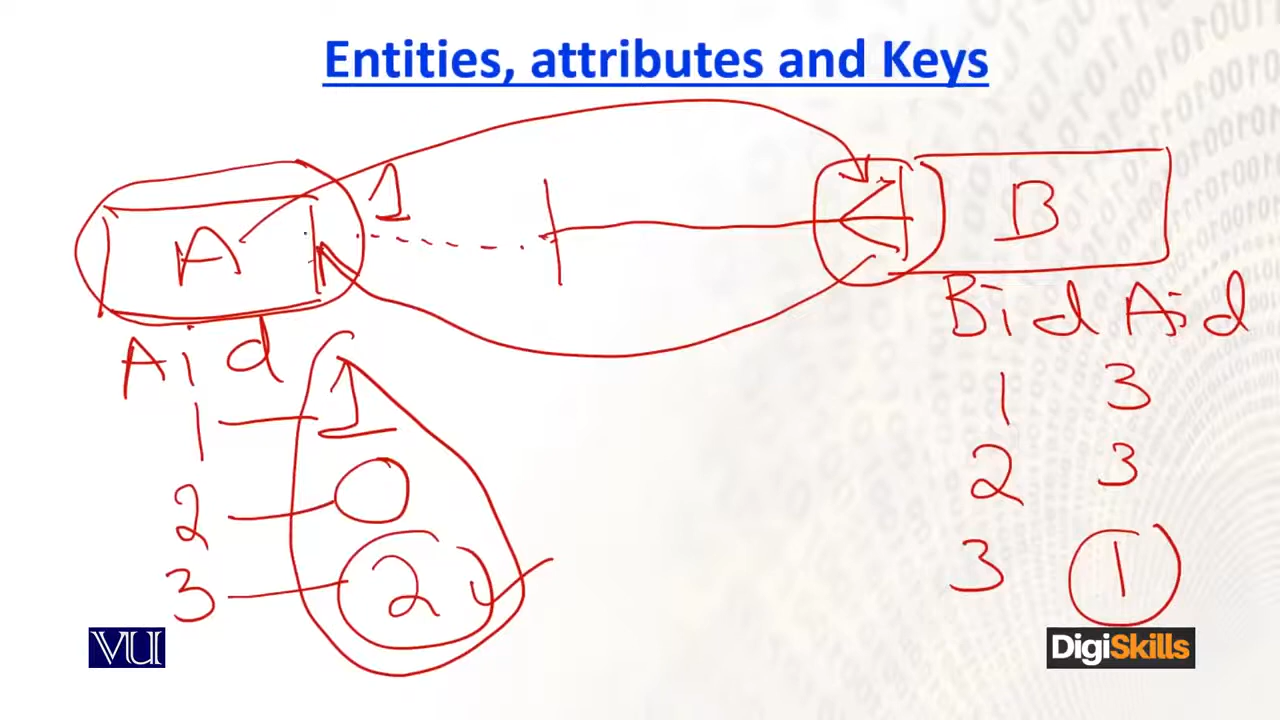 Entities, attributes and Keys
1
A
B
Aid
Bid Aid
1 1
1 3
2 0
2 3
3 2
3 1
VU
DigiSkills